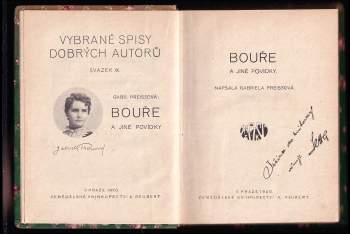 VYBRANÉ SPISY
DOBRÝCH AUTORŮ
SVAZEK IX.
GABR. PREISSOVÁ:
BOUŘE
A JINÉ POVÍDKY
V PRAZE 1920.
ZEMĚDĚLSKÉ KNIHKUPECTVÍ A. NEUBERT.
BOUŘE
A JINÉ POVÍDKY.
NAPSALA GABRIELA PREISSOVÁ.
V PRAZE 1920.
ZEMĚDĚLSKÉ KNIHKUPECTVÍ A. NEUBERT.